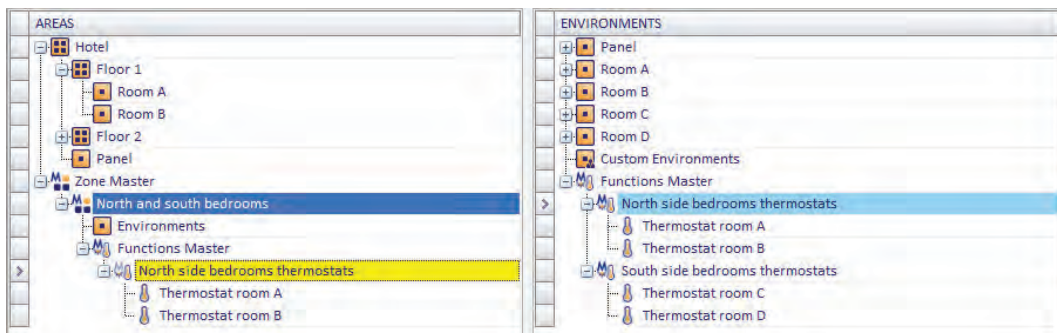 AREAS
Hotel
Floor 1
Room A
Room B
Floor 2
Panel
Zone Master
North and south bedrooms
Environments
Functions Master
North side bedrooms thermostats
Thermostat room A
Thermostat room B
ENVIRONMENTS
Panel
Room A
Room B
Room C
Room D
Custom Environments
Functions Master
North side bedrooms thermostats
Thermostat room A
Thermostat room B
South side bedrooms thermostats
Thermostat room C
Thermostat room D